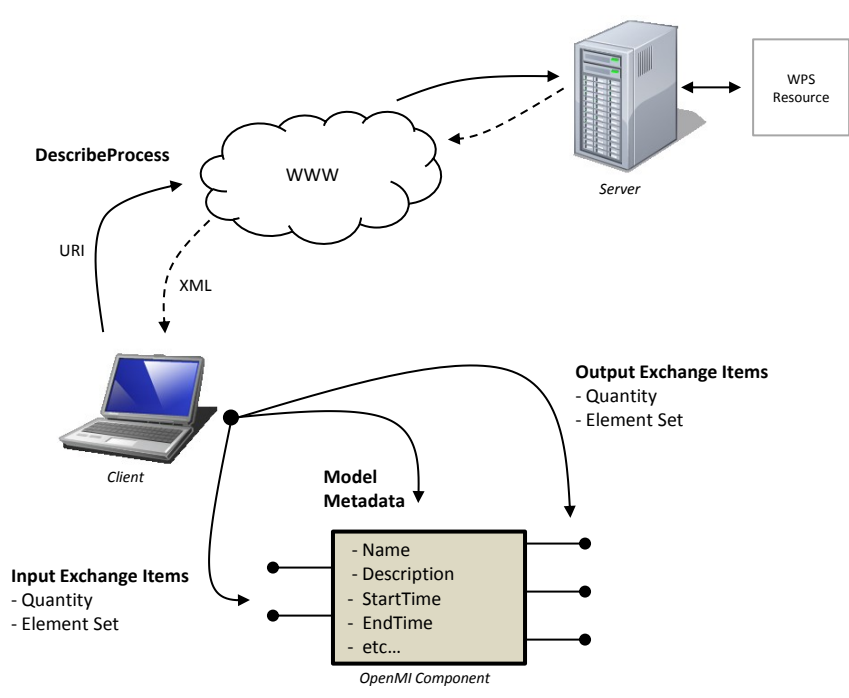 WPS
Resource
Server
DescribeProcess
WWW
URI
XML
Client
Output Exchange Items
- Quantity
- Element Set
Model
Metadata
Input Exchange Items
- Quantity
- Element Set
- Name
- Description
- StartTime
- EndTime
- etc…
OpenMI Component